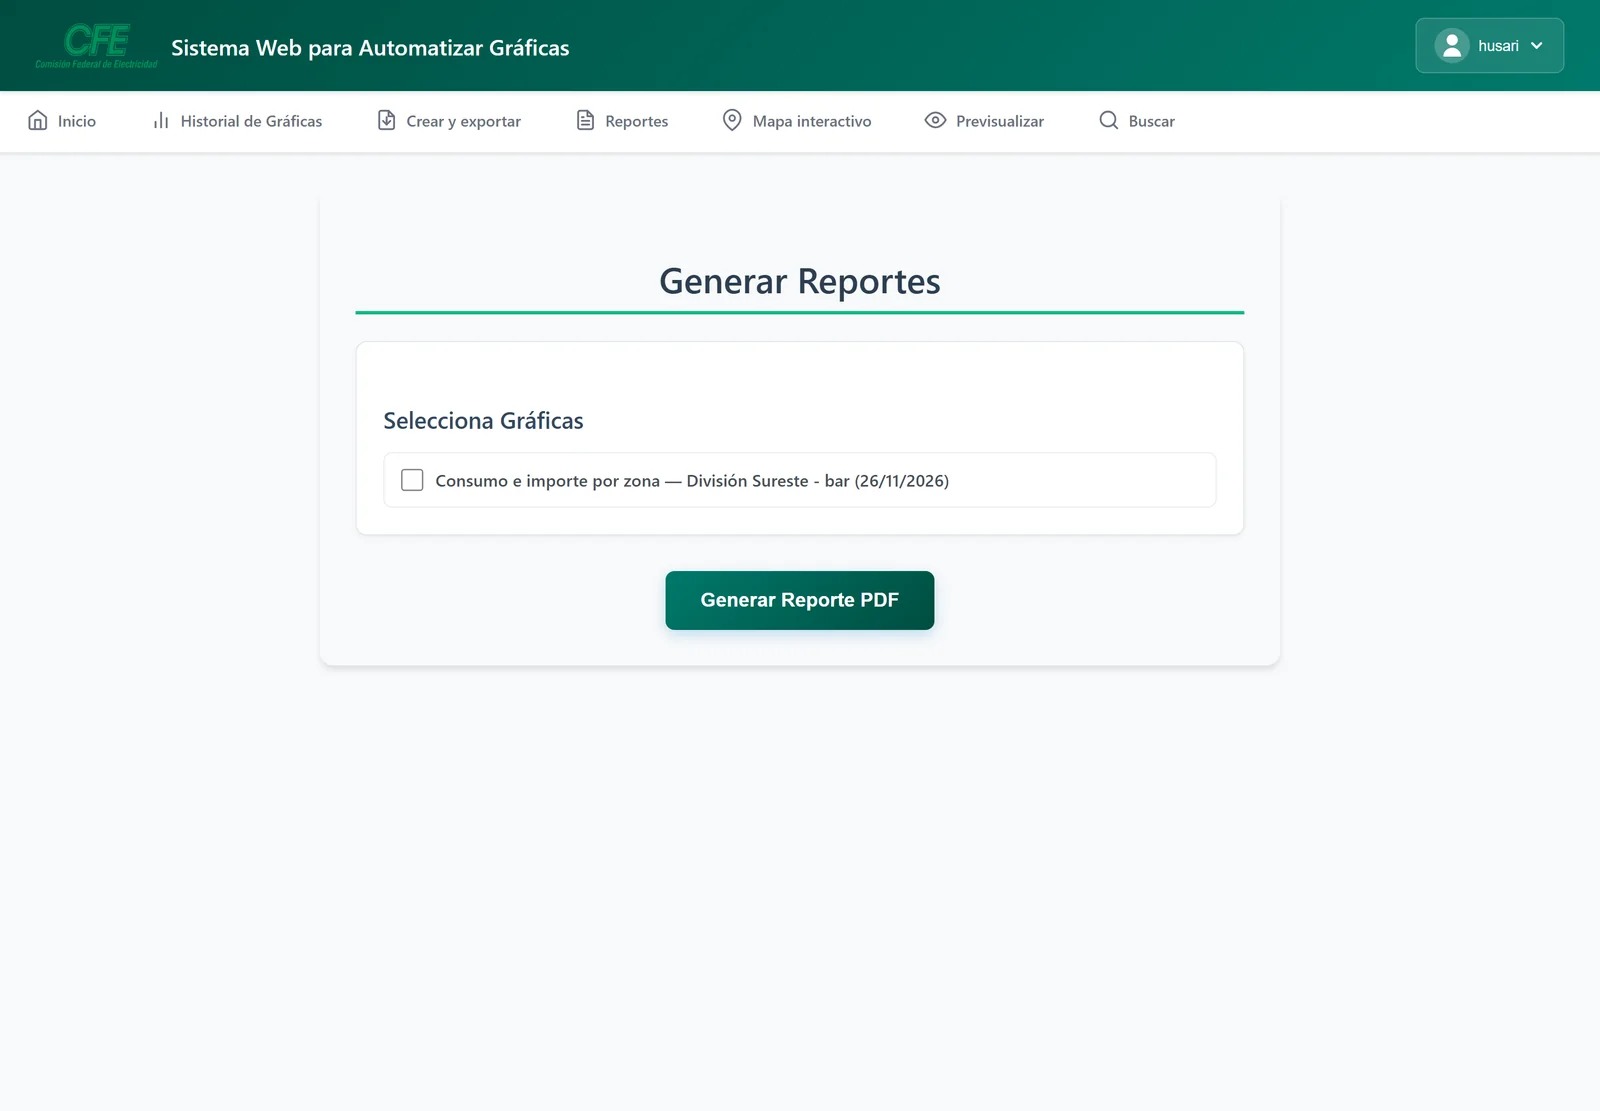 CFE
Comisión Federal de Electricidad
Sistema Web para Automatizar Gráficas
husari
Inicio
Historial de Gráficas
Crear y exportar
Reportes
Mapa interactivo
Previsualizar
Buscar
Generar Reportes
Selecciona Gráficas
Consumo e importe por zona — División Sureste - bar (26/11/2026)
Generar Reporte PDF